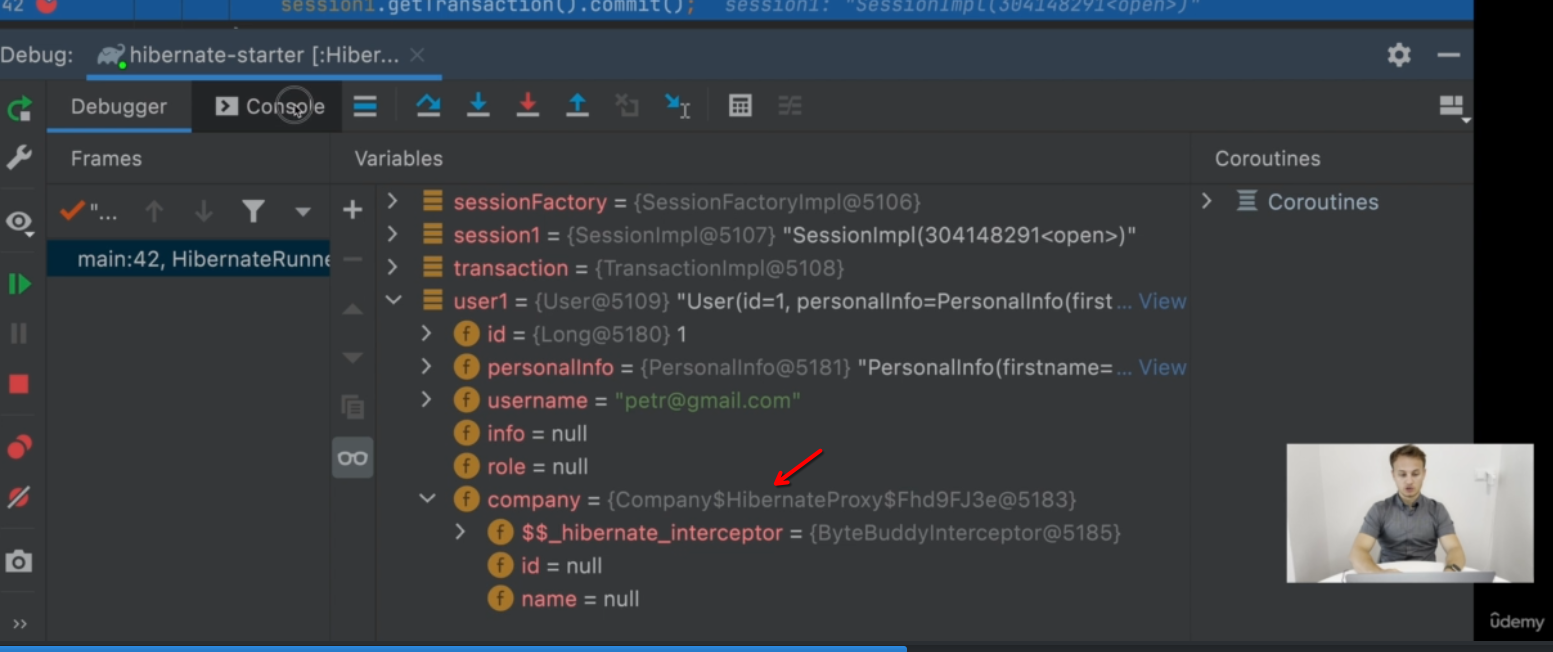 42 session1.getTransaction().commit(); session1: "SessionImpl(304148291<open>)"
Debug: hibernate-starter [:Hiber...
Debugger Console
Frames Variables Coroutines
"...
main:42, HibernateRunne
sessionFactory = {SessionFactoryImpl@5106}
session1 = {SessionImpl@5107} "SessionImpl(304148291<open>)"
transaction = {TransactionImpl@5108}
user1 = {User@5109} "User(id=1, personalInfo=PersonalInfo(first... View
f id = {Long@5180} 1
f personalInfo = {PersonalInfo@5181} "PersonalInfo(firstname=... View
f username = "petr@gmail.com"
f info = null
f role = null
f company = {Company$HibernateProxy$Fhd9FJ3e@5183}
f $$_hibernate_interceptor = {ByteBuddyInterceptor@5185}
f id = null
f name = null
Coroutines
ûdemy